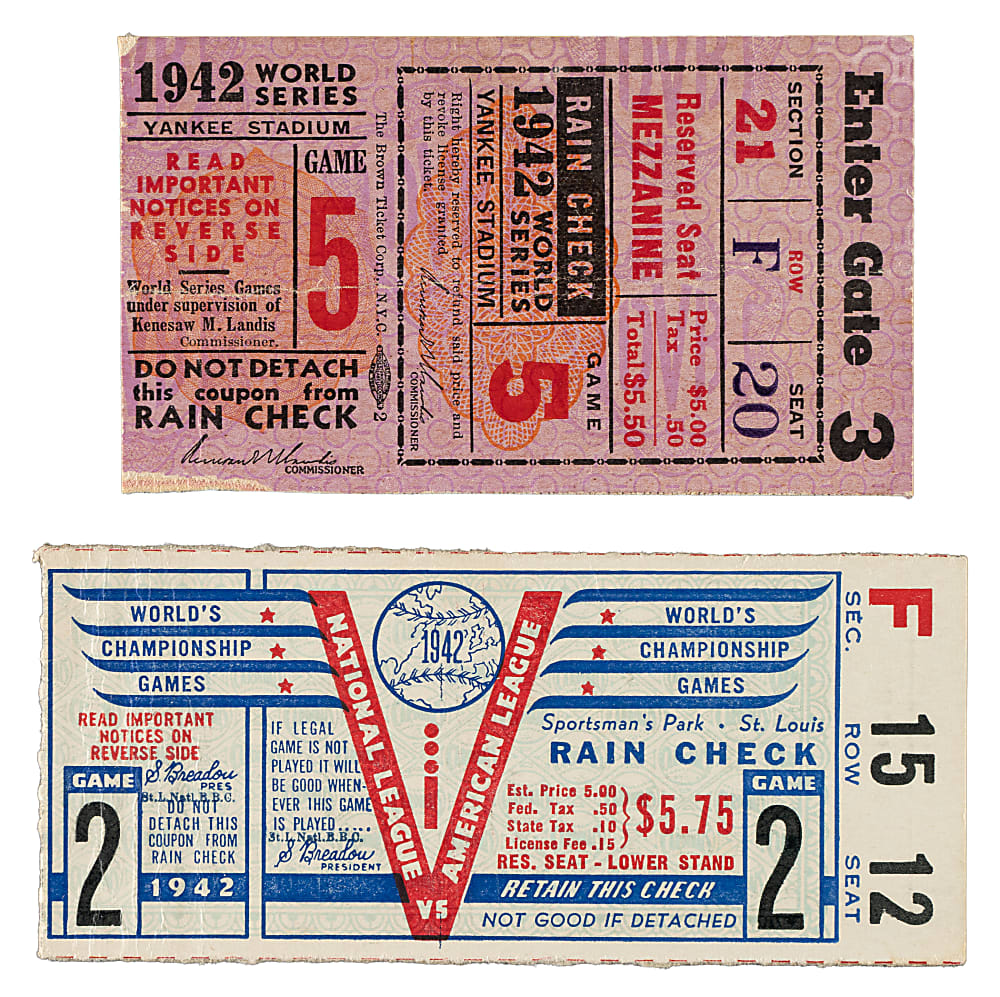 1942 WORLD SERIES
YANKEE STADIUM
READ
IMPORTANT
NOTICES ON
REVERSE
SIDE
World Series Games
under supervision of
Kenesaw M. Landis
Commissioner.
GAME
5
DO NOT DETACH
this coupon from
RAIN CHECK
COMMISSIONER
The Brown Ticket Corp., N.Y.C.
2
RAIN CHECK
1942 WORLD SERIES
YANKEE STADIUM
Right hereby reserved to refund said price and
revoke license granted
by this ticket.
COMMISSIONER
GAME
5
Reserved Seat
MEZZANINE
Price $5.00
Tax .50
Total $5.50
SECTION
21
ROW
F
SEAT
20
Enter Gate 3
WORLD'S
CHAMPIONSHIP
GAMES
READ IMPORTANT
NOTICES ON
REVERSE SIDE
GAME
2
S. Breadon
PRES
St.L.Natl.B.B.C.
DO NOT
DETACH THIS
COUPON FROM
RAIN CHECK
1942
IF LEGAL
GAME IS NOT
PLAYED IT WILL
BE GOOD WHEN-
EVER THIS GAME
IS PLAYED.....
St.L.Natl.B.B.C.
S Breadon
PRESIDENT
NATIONAL LEAGUE
VS
AMERICAN LEAGUE
1942
WORLD'S
CHAMPIONSHIP
GAMES
Sportsman's Park • St. Louis
RAIN CHECK
Est. Price 5.00
Fed. Tax .50
State Tax .10
License Fee .15
$5.75
RES. SEAT - LOWER STAND
RETAIN THIS CHECK
NOT GOOD IF DETACHED
GAME
2
SEC.
F
ROW
15
SEAT
12